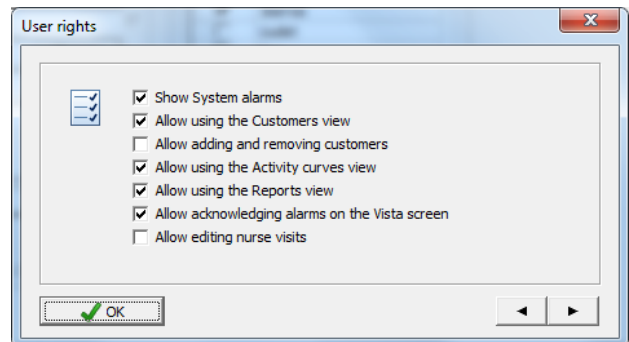 User rights
Show System alarms
Allow using the Customers view
Allow adding and removing customers
Allow using the Activity curves view
Allow using the Reports view
Allow acknowledging alarms on the Vista screen
Allow editing nurse visits
OK